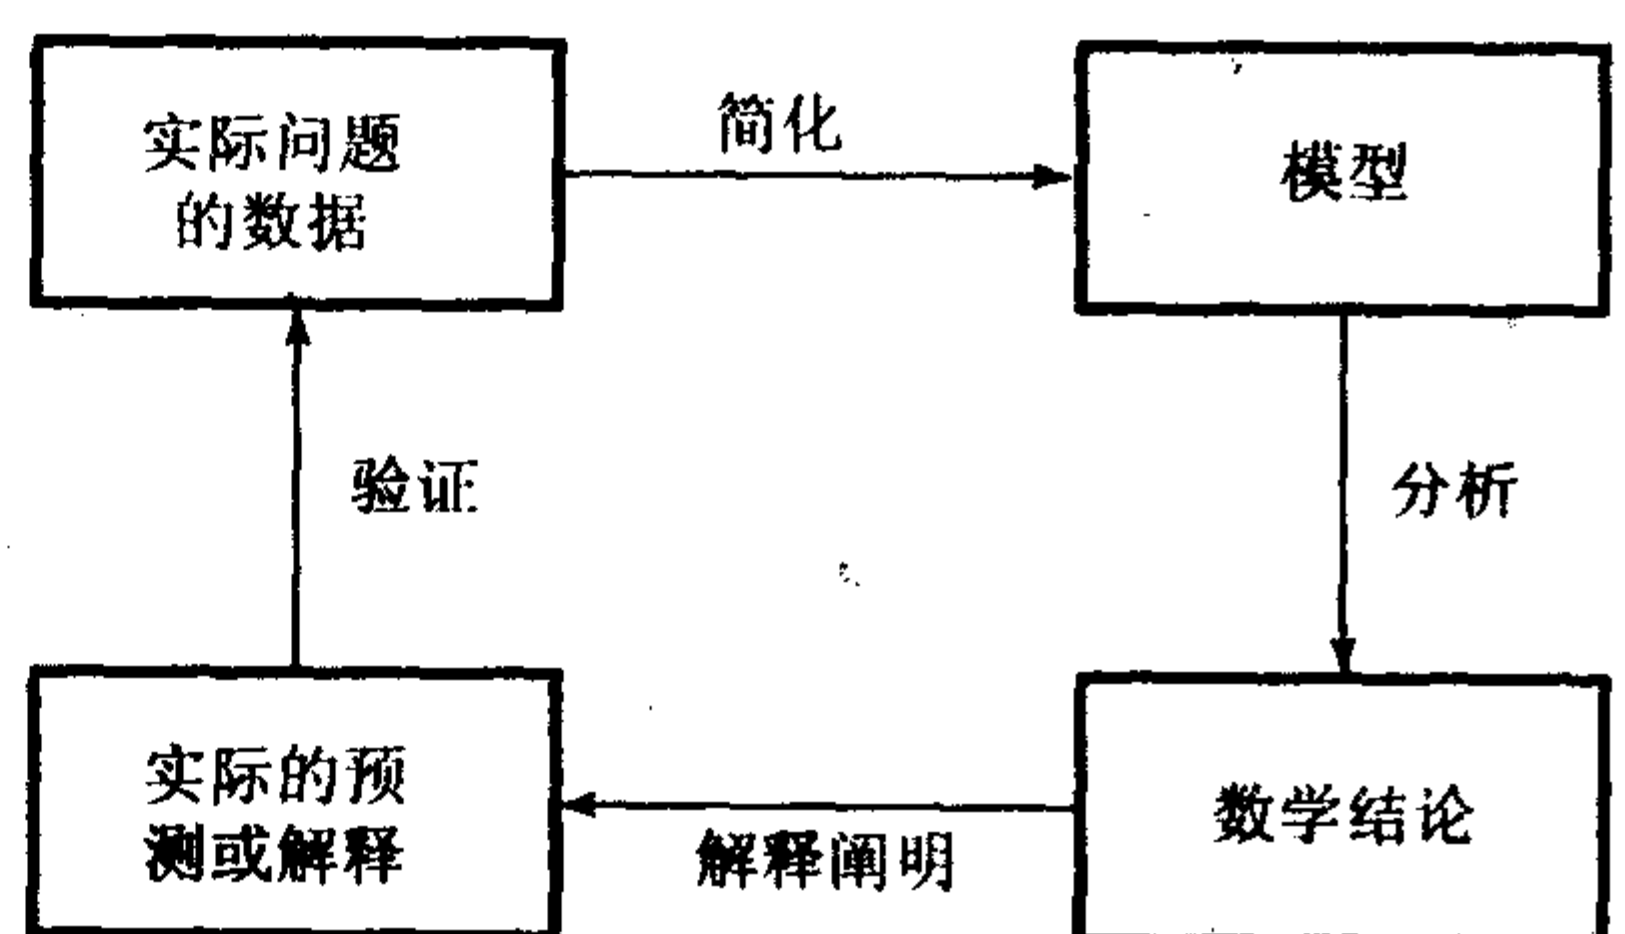 实际问题
的数据
简化
模型
验证
分析
实际的预
测或解释
解释阐明
数学结论